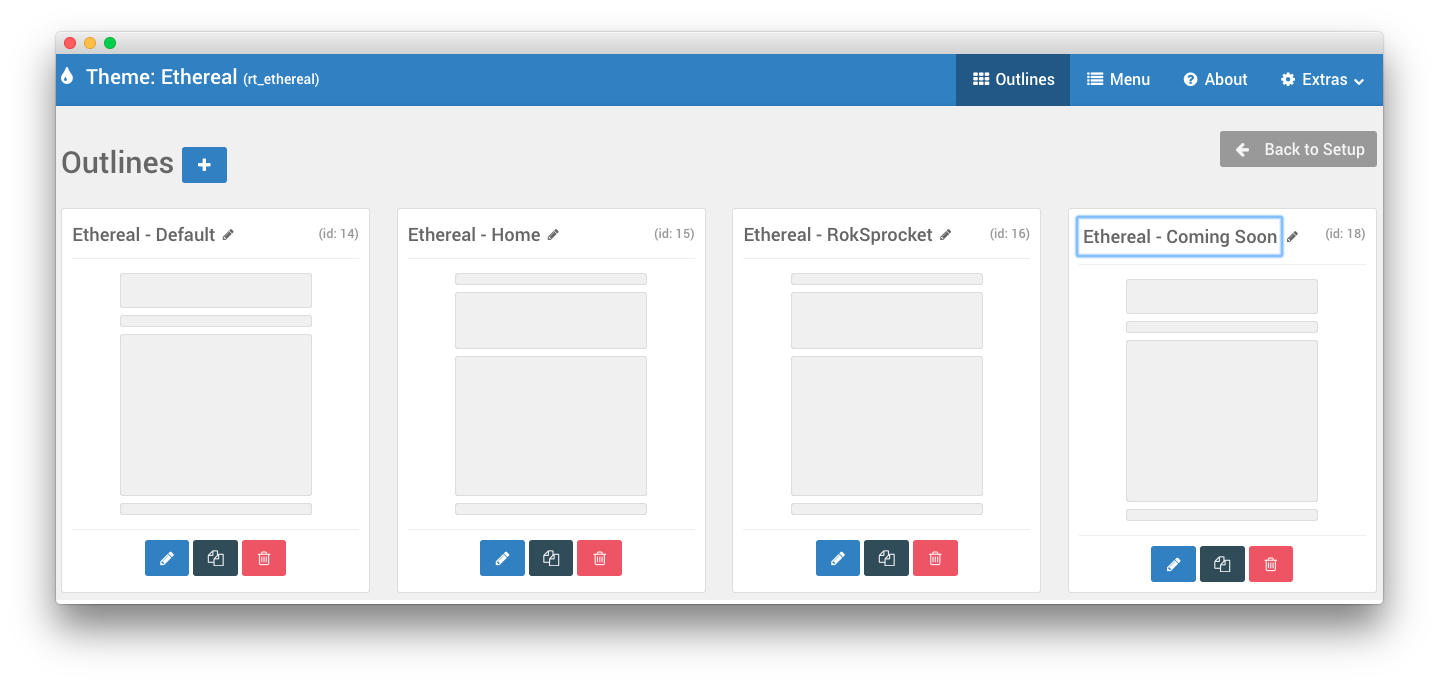 Theme: Ethereal (rt_ethereal)
Outlines
Menu
About
Extras
Back to Setup
Outlines
Ethereal - Default
(id: 14)
Ethereal - Home
(id: 15)
Ethereal - RokSprocket
(id: 16)
Ethereal - Coming Soon
(id: 18)